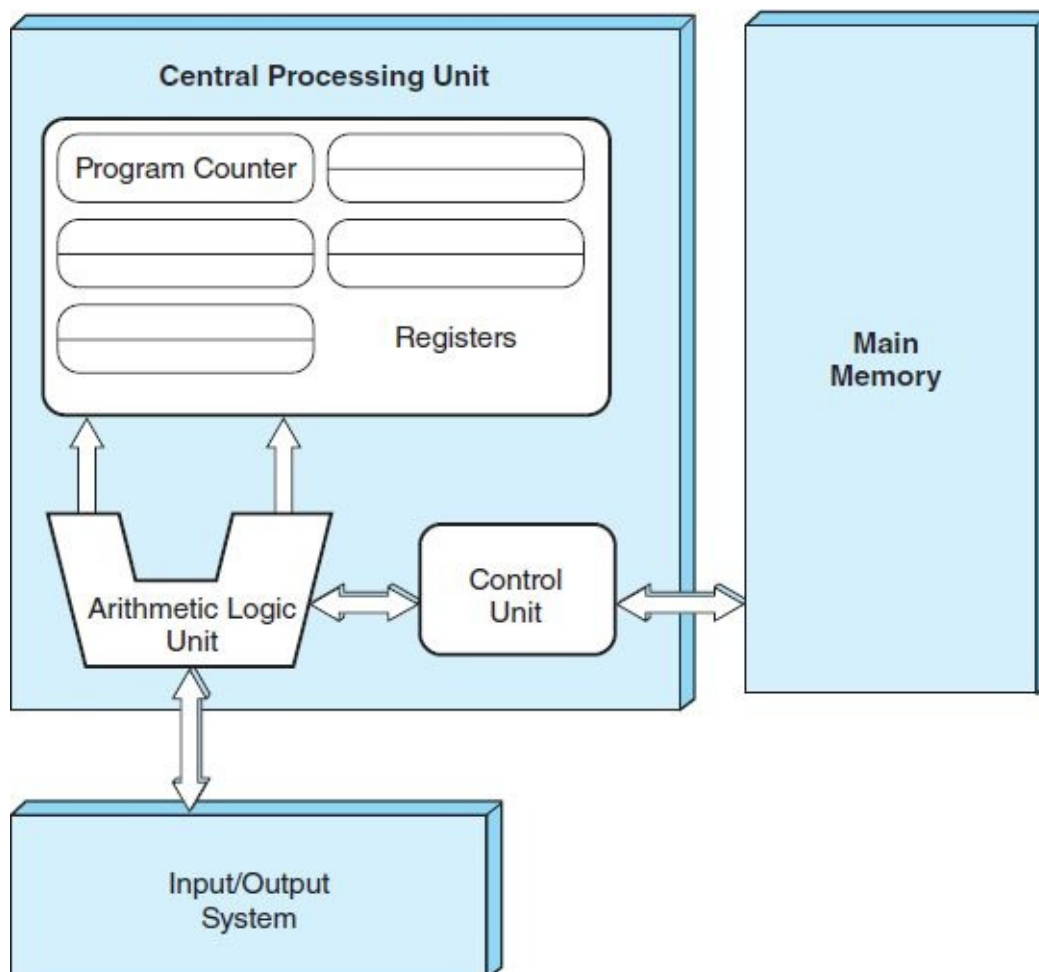 Central Processing Unit
Program Counter
Registers
Main
Memory
Arithmetic Logic
Unit
Control
Unit
Input/Output
System